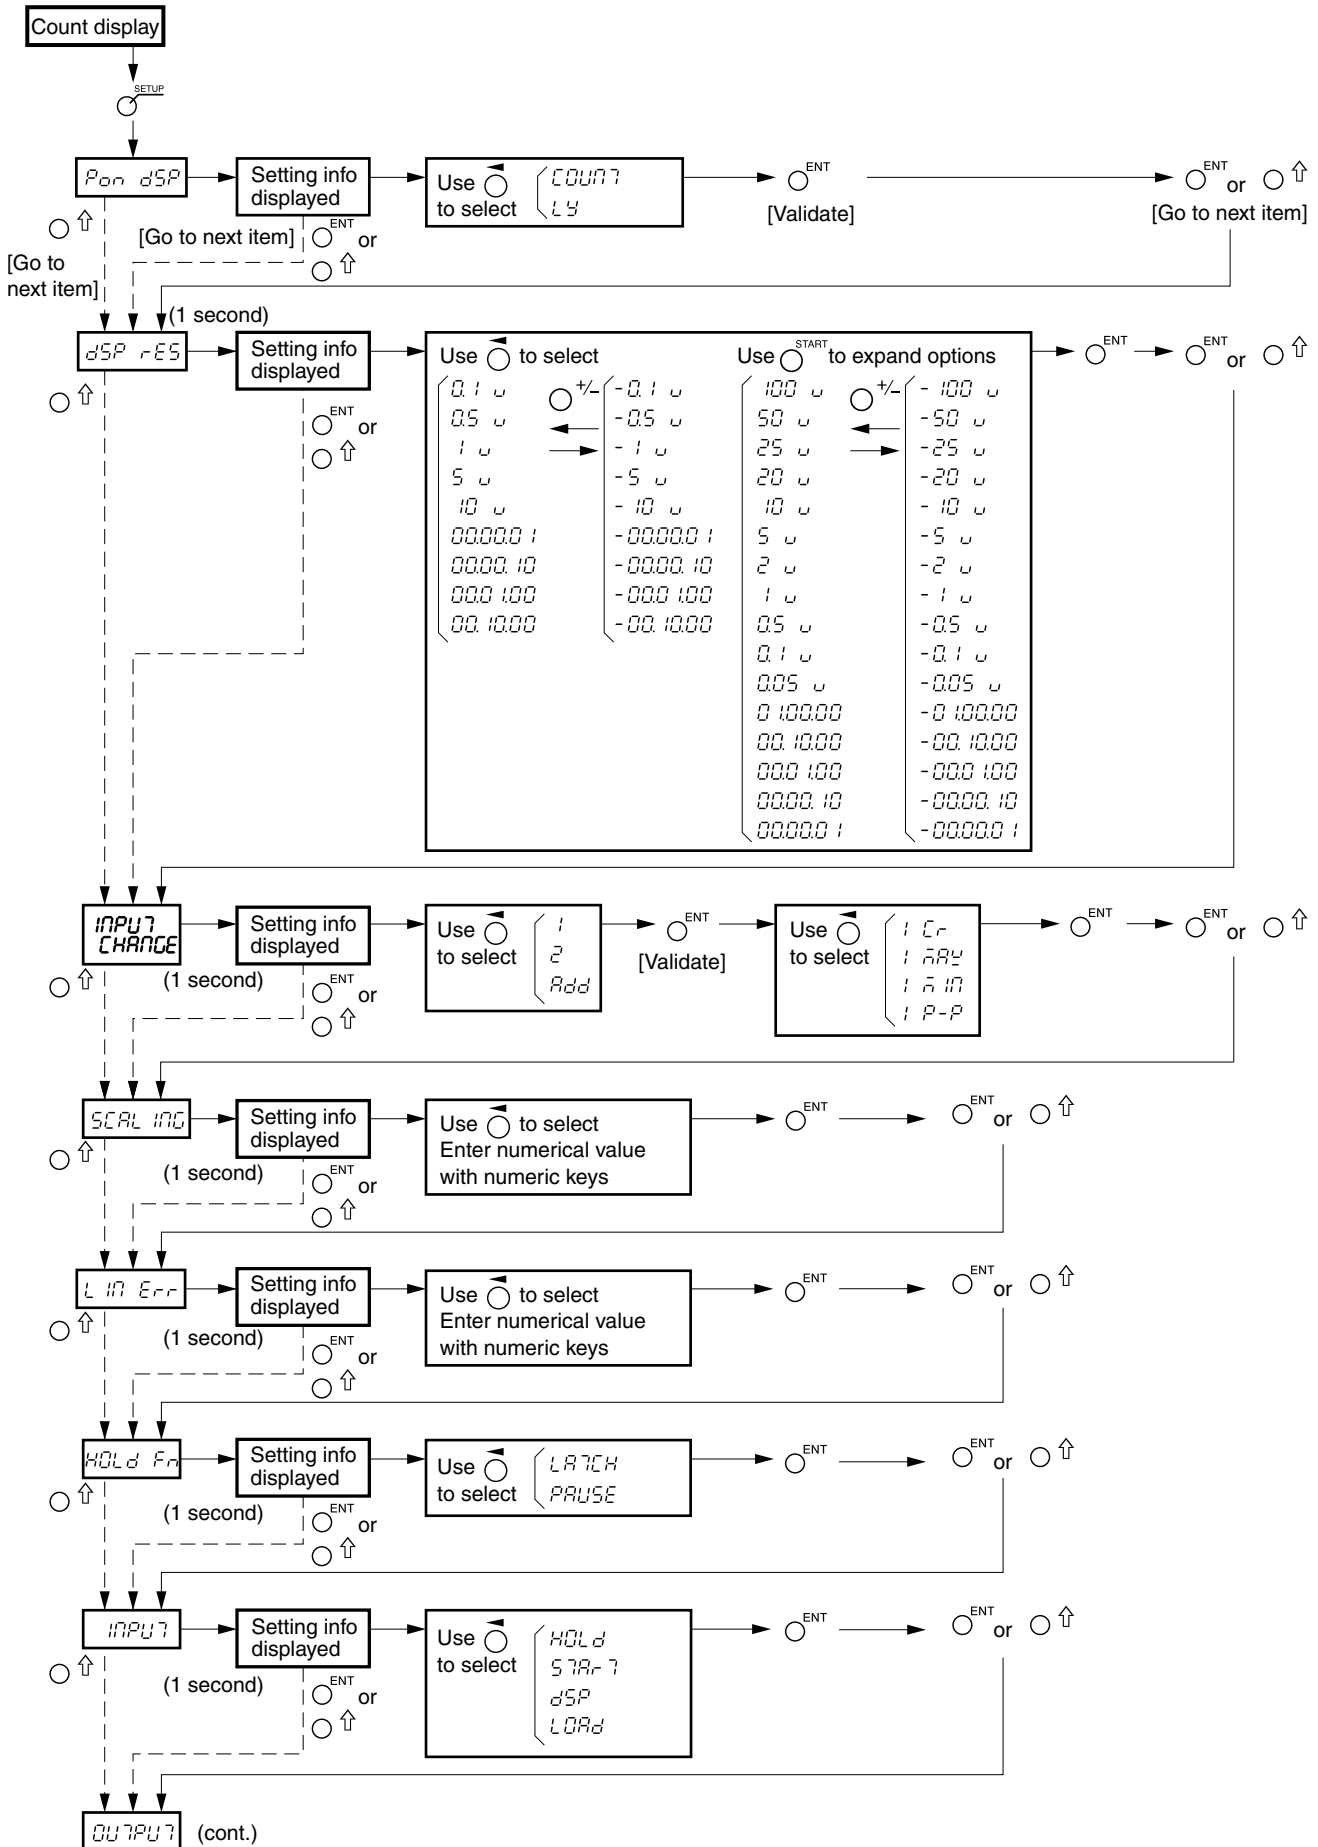 Count display
SETUP
Pon dSP
Setting info
displayed
Use
to select
COUNT
LY
ENT
[Validate]
ENT
or
[Go to next item]
[Go to
next item]
[Go to next item]
ENT
or
(1 second)
dSP rES
Setting info
displayed
ENT
or
Use to select
+/-
0.1 u
0.5 u
1 u
5 u
10 u
00.00.01
00.00.10
00.01.00
00.10.00
-0.1 u
-0.5 u
-1 u
-5 u
-10 u
-00.00.01
-00.00.10
-00.01.00
-00.10.00
Use START to expand options
+/-
100 u
50 u
25 u
20 u
10 u
5 u
2 u
1 u
0.5 u
0.1 u
0.05 u
01.00.00
00.10.00
00.01.00
00.00.10
00.00.01
-100 u
-50 u
-25 u
-20 u
-10 u
-5 u
-2 u
-1 u
-0.5 u
-0.1 u
-0.05 u
-01.00.00
-00.10.00
-00.01.00
-00.00.10
-00.00.01
ENT
ENT
or
INPUT
CHANGE
(1 second)
Setting info
displayed
ENT
or
Use
to select
1
2
Add
ENT
[Validate]
Use
to select
1 Cr
1 MAX
1 MIN
1 P-P
ENT
ENT
or
SCALING
(1 second)
Setting info
displayed
ENT
or
Use to select
Enter numerical value
with numeric keys
ENT
ENT
or
LIN Err
(1 second)
Setting info
displayed
ENT
or
Use to select
Enter numerical value
with numeric keys
ENT
ENT
or
HOLd Fn
(1 second)
Setting info
displayed
ENT
or
Use
to select
LATCH
PAUSE
ENT
ENT
or
INPUT
(1 second)
Setting info
displayed
ENT
or
Use
to select
HOLd
STArT
dSP
LOAd
ENT
ENT
or
OUTPUT (cont.)